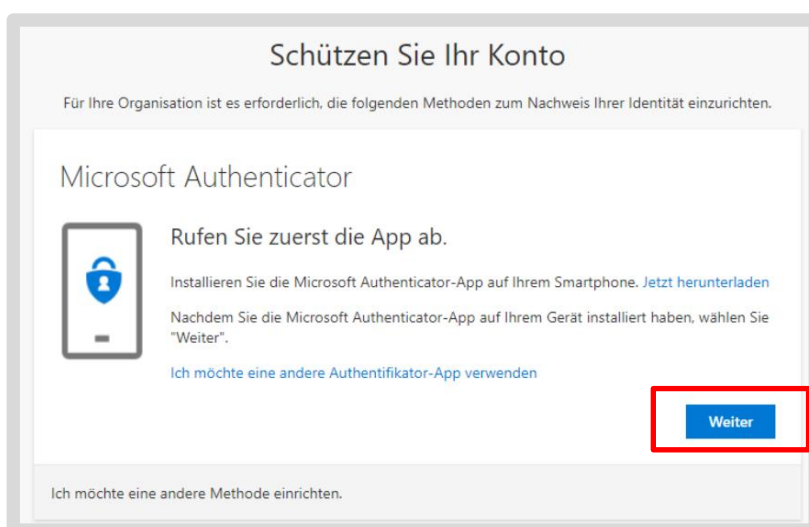 Schützen Sie Ihr Konto
Für Ihre Organisation ist es erforderlich, die folgenden Methoden zum Nachweis Ihrer Identität einzurichten.
Microsoft Authenticator
Rufen Sie zuerst die App ab.
Installieren Sie die Microsoft Authenticator-App auf Ihrem Smartphone. Jetzt herunterladen
Nachdem Sie die Microsoft Authenticator-App auf Ihrem Gerät installiert haben, wählen Sie
"Weiter".
Ich möchte eine andere Authentifikator-App verwenden
Weiter
Ich möchte eine andere Methode einrichten.